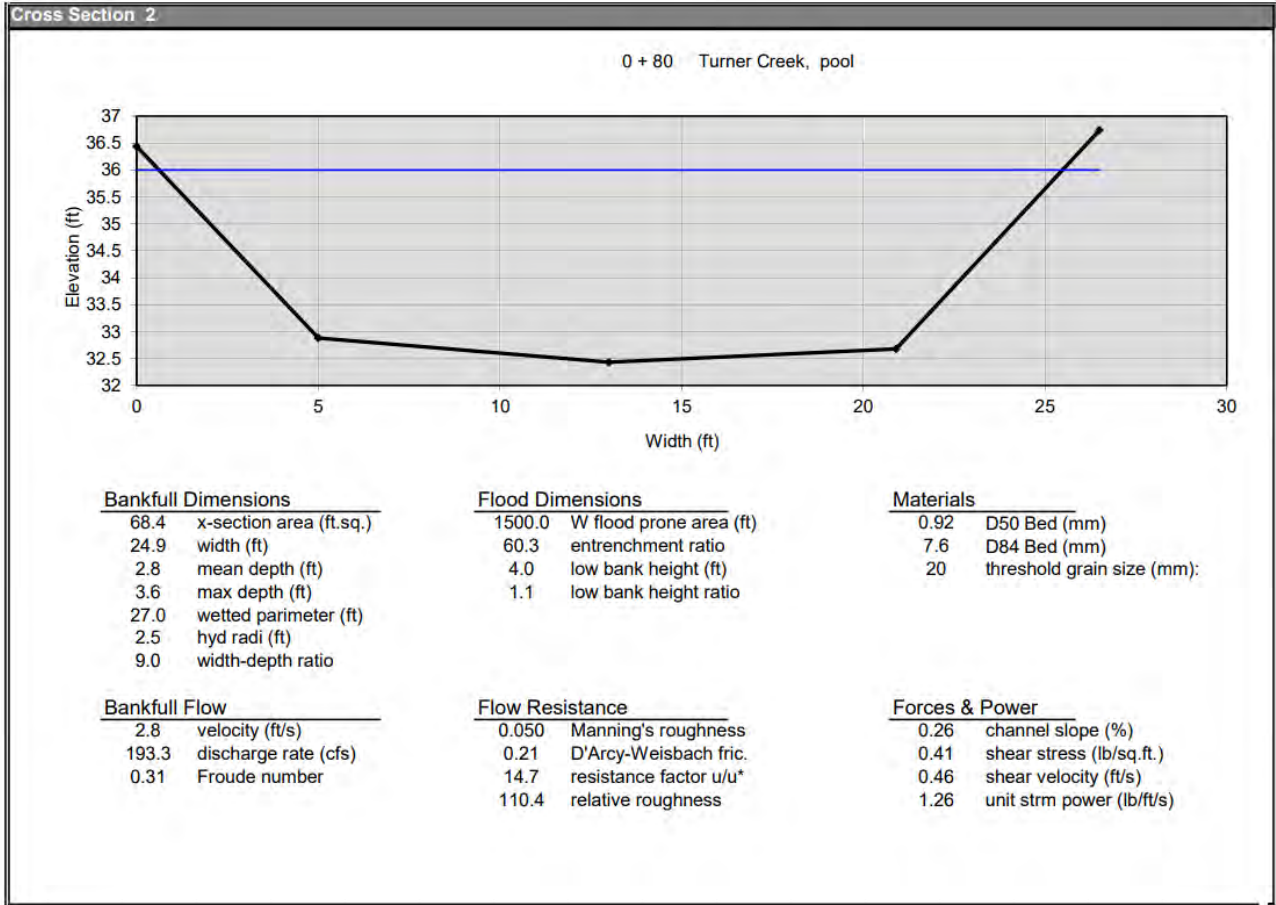 Cross Section 2
0 + 80 Turner Creek, pool
37
36.5
36
35.5
35
34.5
34
33.5
33
32.5
32
Elevation (ft)
0 5 10 15 20 25 30
Width (ft)
Bankfull Dimensions
68.4 x-section area (ft.sq.)
24.9 width (ft)
2.8 mean depth (ft)
3.6 max depth (ft)
27.0 wetted parimeter (ft)
2.5 hyd radi (ft)
9.0 width-depth ratio
Flood Dimensions
1500.0 W flood prone area (ft)
60.3 entrenchment ratio
4.0 low bank height (ft)
1.1 low bank height ratio
Materials
0.92 D50 Bed (mm)
7.6 D84 Bed (mm)
20 threshold grain size (mm):
Bankfull Flow
2.8 velocity (ft/s)
193.3 discharge rate (cfs)
0.31 Froude number
Flow Resistance
0.050 Manning's roughness
0.21 D'Arcy-Weisbach fric.
14.7 resistance factor u/u*
110.4 relative roughness
Forces & Power
0.26 channel slope (%)
0.41 shear stress (lb/sq.ft.)
0.46 shear velocity (ft/s)
1.26 unit strm power (lb/ft/s)